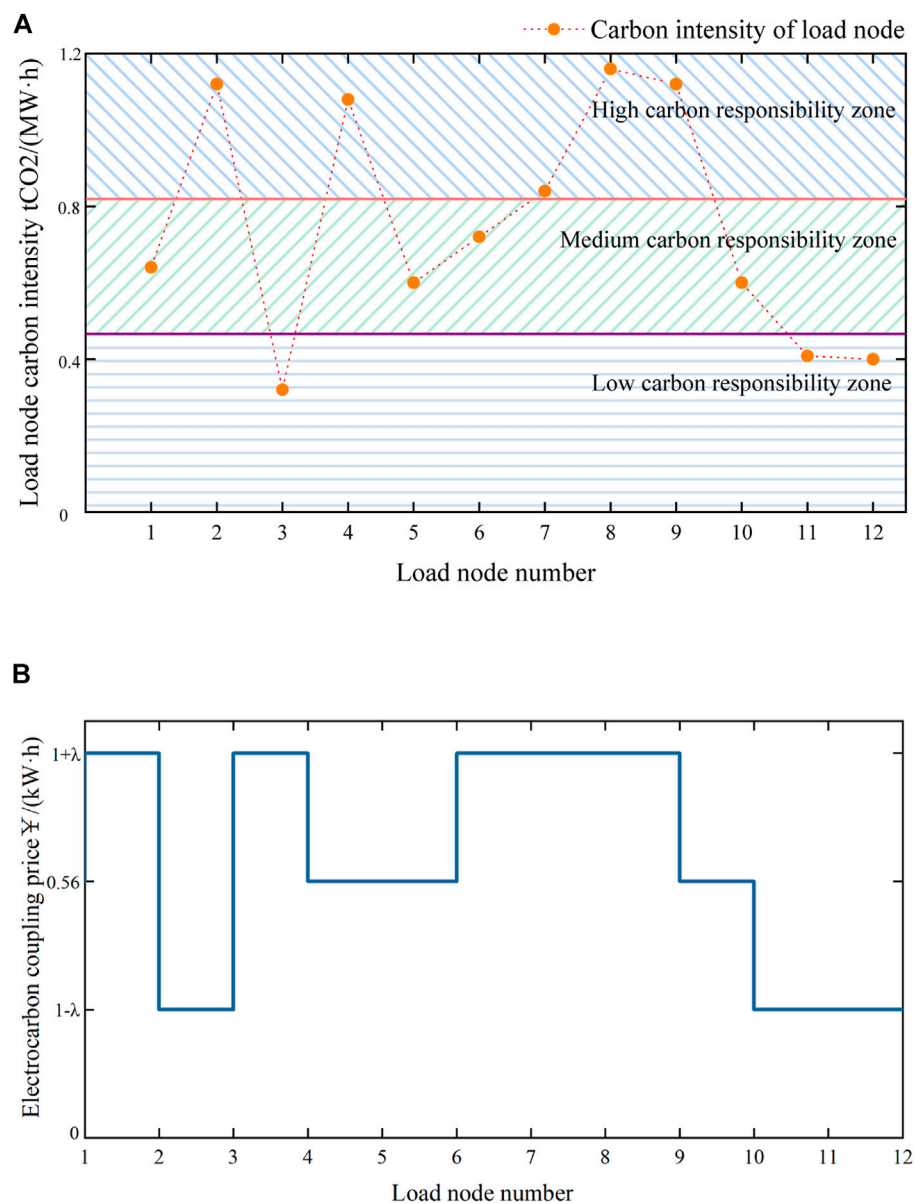 A
Carbon intensity of load node
Load node carbon intensity tCO2/(MW·h)
1.2
0.8
0.4
0
High carbon responsibility zone
Medium carbon responsibility zone
Low carbon responsibility zone
1 2 3 4 5 6 7 8 9 10 11 12
Load node number
B
Electrocarbon coupling price ¥/(kW·h)
1+λ
0.56
1-λ
0
1 2 3 4 5 6 7 8 9 10 11 12
Load node number